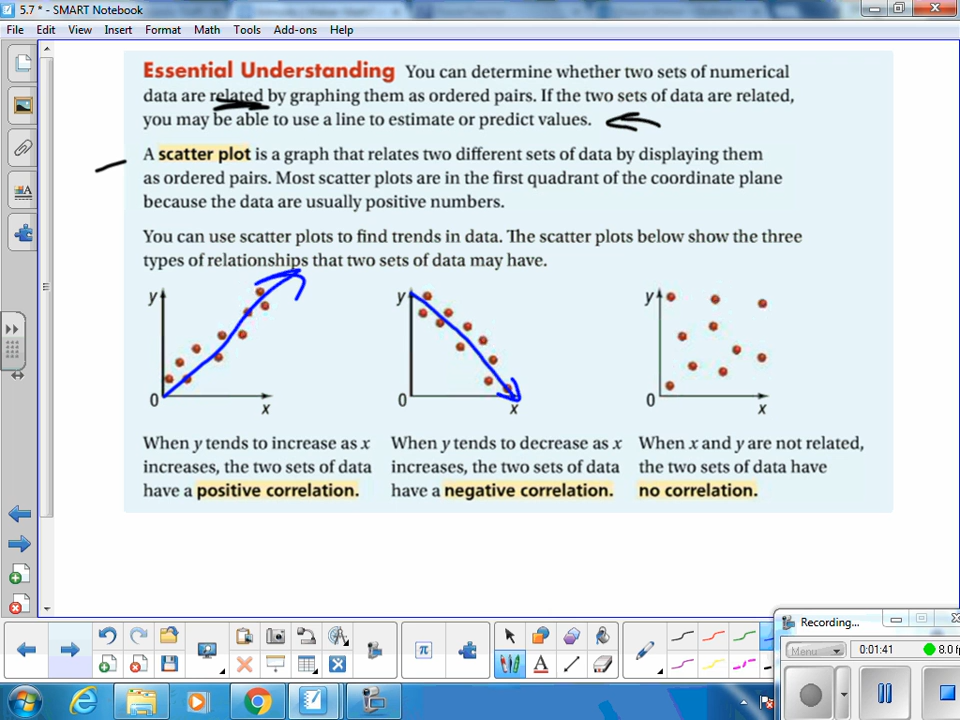 5.7 * - SMART Notebook
File Edit View Insert Format Math Tools Add-ons Help
Essential Understanding You can determine whether two sets of numerical
data are related by graphing them as ordered pairs. If the two sets of data are related,
you may be able to use a line to estimate or predict values.
A scatter plot is a graph that relates two different sets of data by displaying them
as ordered pairs. Most scatter plots are in the first quadrant of the coordinate plane
because the data are usually positive numbers.
You can use scatter plots to find trends in data. The scatter plots below show the three
types of relationships that two sets of data may have.
y
0
x
y
0
x
y
0
x
When y tends to increase as x
increases, the two sets of data
have a positive correlation.
When y tends to decrease as x
increases, the two sets of data
have a negative correlation.
When x and y are not related,
the two sets of data have
no correlation.
π
A
Recording...
Menu
0:01:41
8.0 f